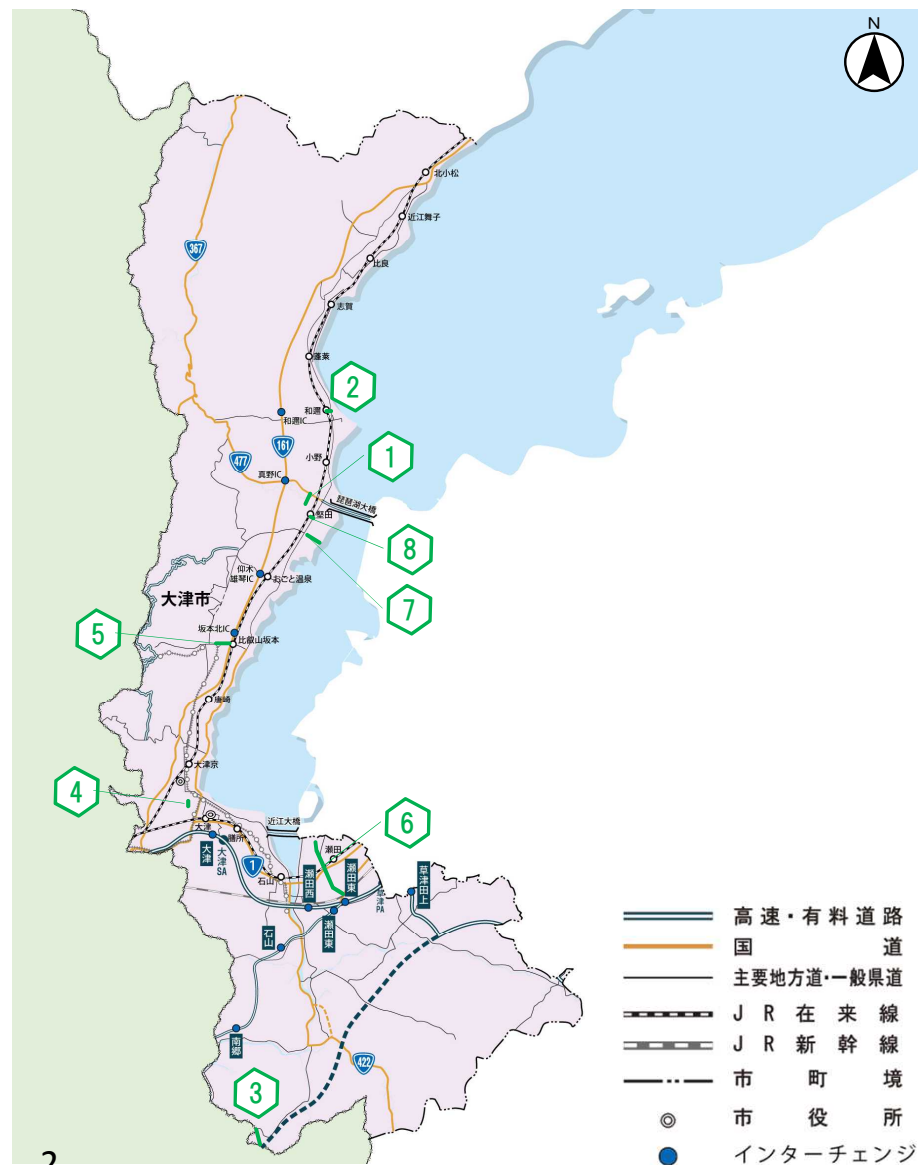 N
北小松
近江舞子
367
比良
志賀
蓬莱
2
和邇
和邇IC
161
477
小野
1
真野IC
琵琶湖大橋
堅田
8
仰木
雄琴IC
おごと温泉
7
大津市
坂本北IC
5
比叡山坂本
唐崎
大津京
4
近江大橋
大津
膳所
6
瀬田
大津
大津SA
1
石山
瀬田西
瀬田東
草津田上
草津PA
瀬田東
石山
南郷
422
3
高速・有料道路
国道
主要地方道・一般県道
JR在来線
JR新幹線
市町境
市役所
インターチェンジ
2